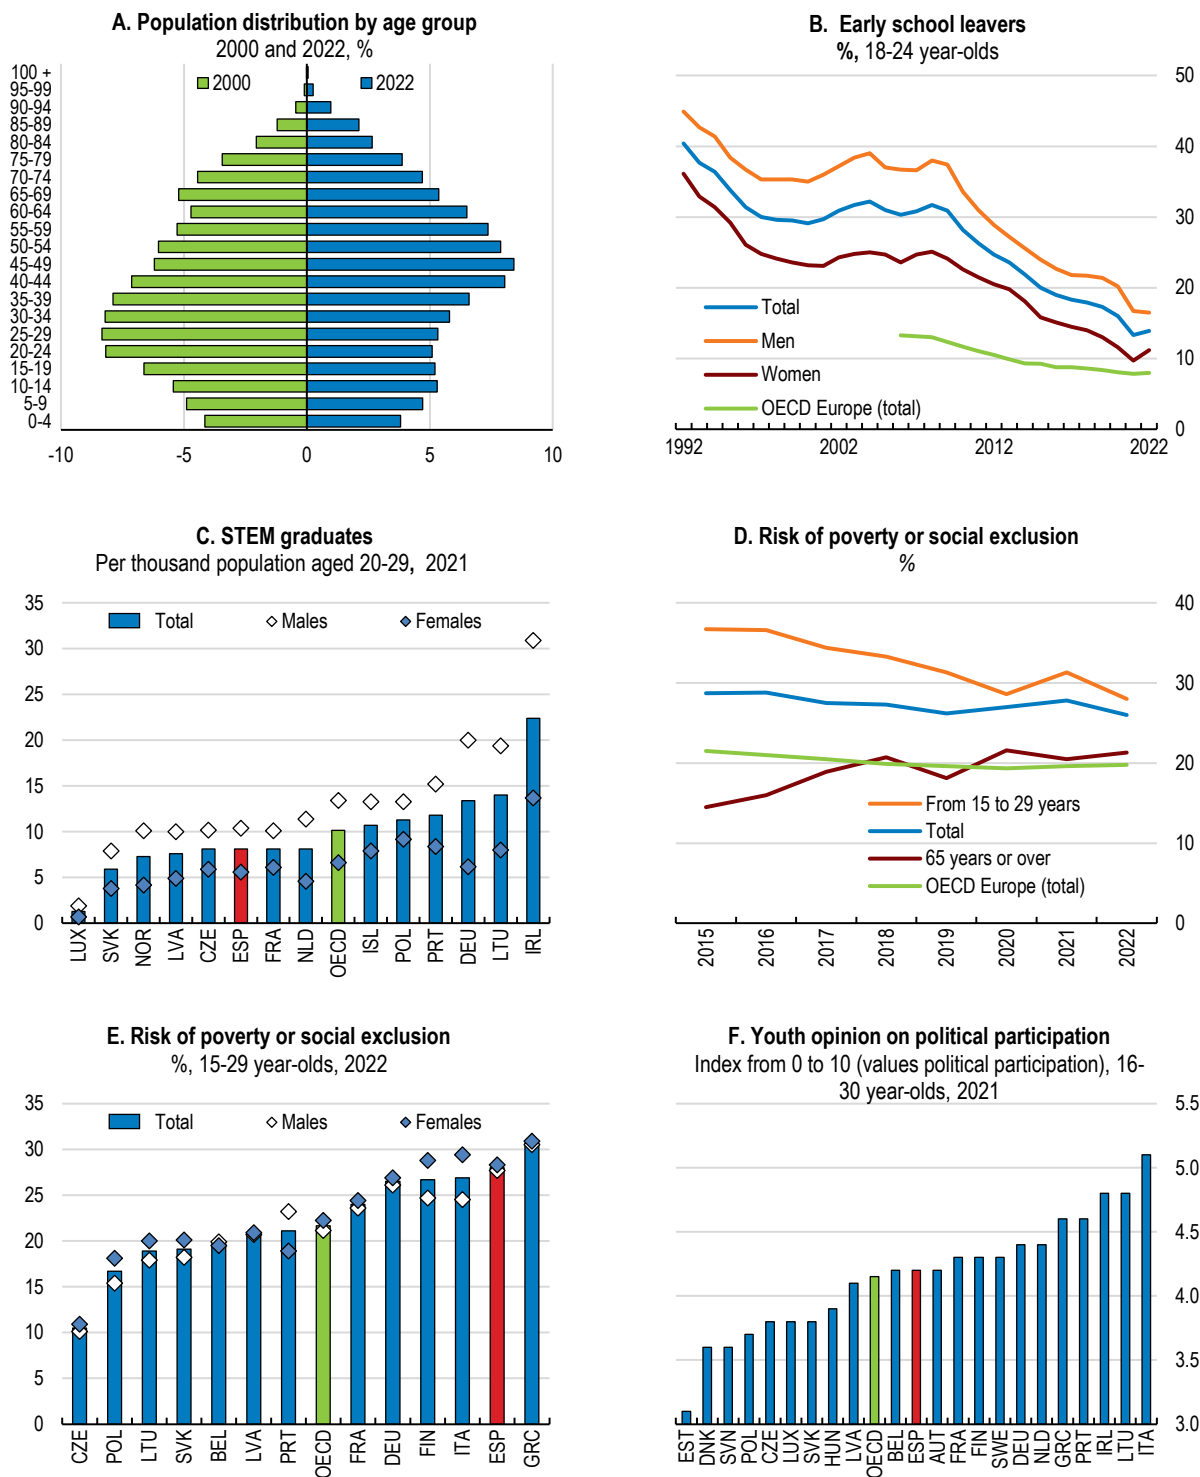 A. Population distribution by age group
2000 and 2022, %
100 +
95-99
90-94
85-89
80-84
75-79
70-74
65-69
60-64
55-59
50-54
45-49
40-44
35-39
30-34
25-29
20-24
15-19
10-14
5-9
0-4
2000
2022
-10
-5
0
5
10
B. Early school leavers
%, 18-24 year-olds
50
40
30
20
10
0
Total
Men
Women
OECD Europe (total)
1992
2002
2012
2022
C. STEM graduates
Per thousand population aged 20-29, 2021
35
30
25
20
15
10
5
0
Total
Males
Females
LUX
SVK
NOR
LVA
CZE
ESP
FRA
NLD
OECD
ISL
POL
PRT
DEU
LTU
IRL
D. Risk of poverty or social exclusion
%
40
30
20
10
0
From 15 to 29 years
Total
65 years or over
OECD Europe (total)
2015
2016
2017
2018
2019
2020
2021
2022
E. Risk of poverty or social exclusion
%, 15-29 year-olds, 2022
35
30
25
20
15
10
5
0
Total
Males
Females
CZE
POL
LTU
SVK
BEL
LVA
PRT
OECD
FRA
DEU
FIN
ITA
ESP
GRC
F. Youth opinion on political participation
Index from 0 to 10 (values political participation), 16-
30 year-olds, 2021
5.5
5.0
4.5
4.0
3.5
3.0
EST
DNK
SVN
POL
CZE
LUX
SVK
HUN
LVA
OECD
BEL
ESP
AUT
FRA
FIN
SWE
DEU
NLD
GRC
PRT
IRL
LTU
ITA